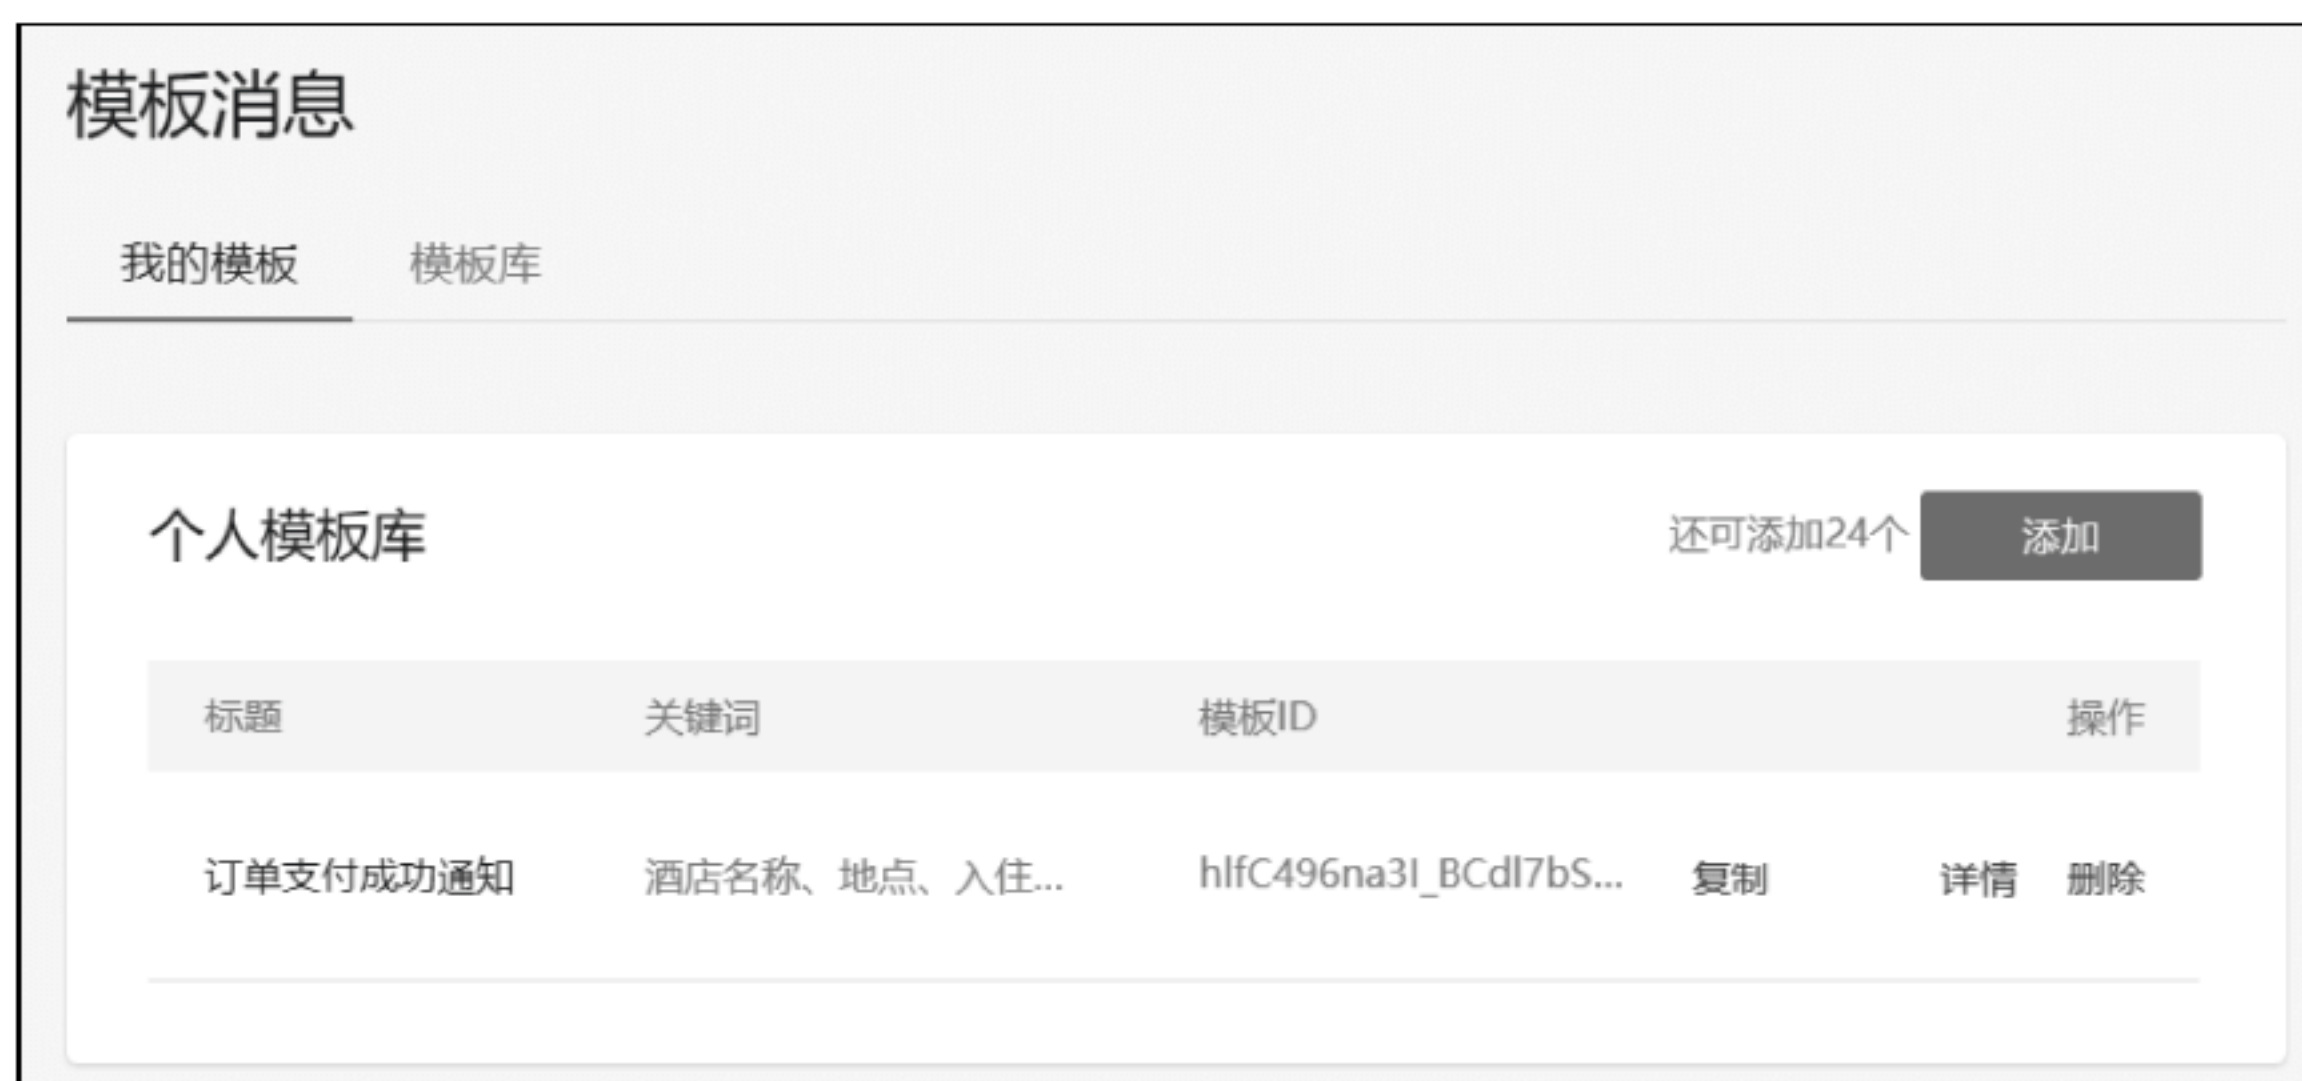 模板消息
我的模板 模板库
个人模板库 还可添加24个 添加
标题 关键词 模板ID 操作
订单支付成功通知 酒店名称、地点、入住... hlfC496na3I_BCdl7bS... 复制 详情 删除